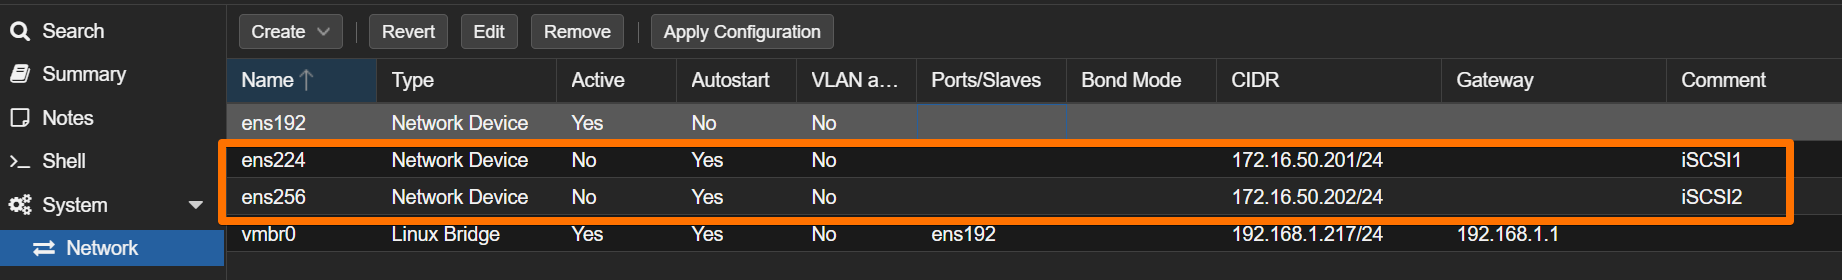 Search
Summary
Notes
Shell
System
Network
Create Revert Edit Remove Apply Configuration
Name Type Active Autostart VLAN a... Ports/Slaves Bond Mode CIDR Gateway Comment
ens192 Network Device Yes No No
ens224 Network Device No Yes No 172.16.50.201/24 iSCSI1
ens256 Network Device No Yes No 172.16.50.202/24 iSCSI2
vmbr0 Linux Bridge Yes Yes No ens192 192.168.1.217/24 192.168.1.1